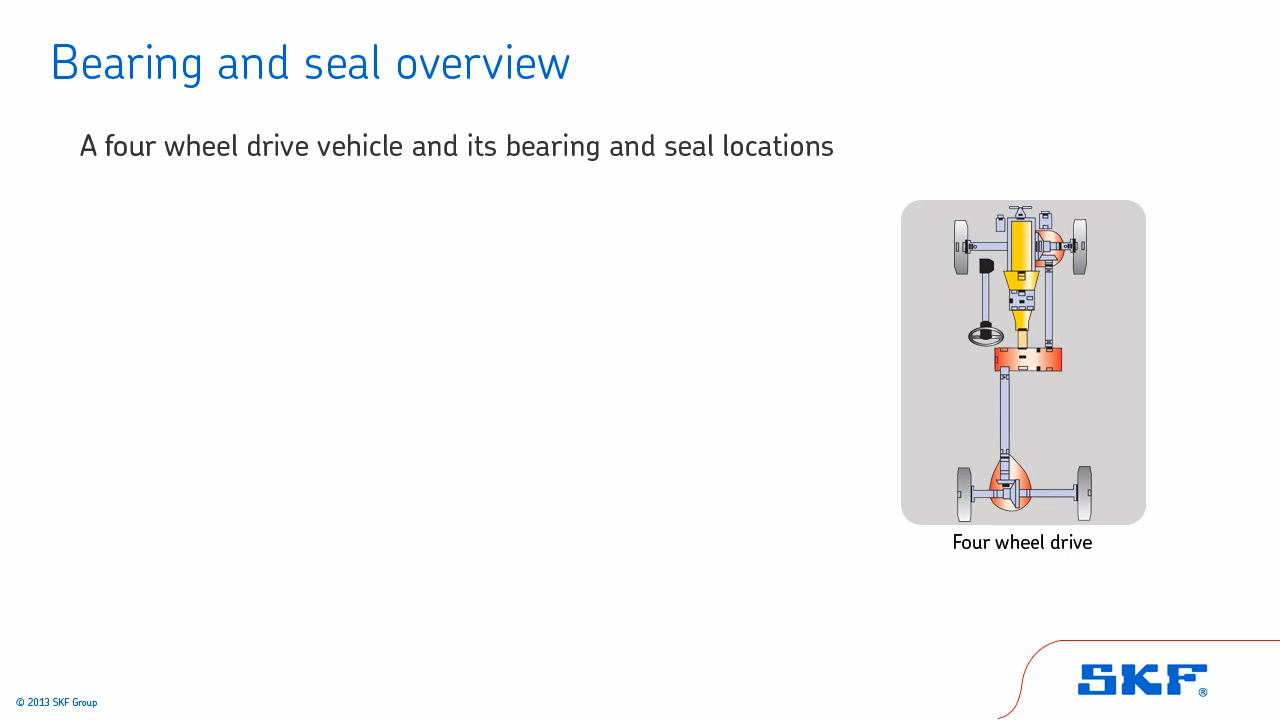 Bearing and seal overview
A four wheel drive vehicle and its bearing and seal locations
Four wheel drive
SKF®
© 2013 SKF Group